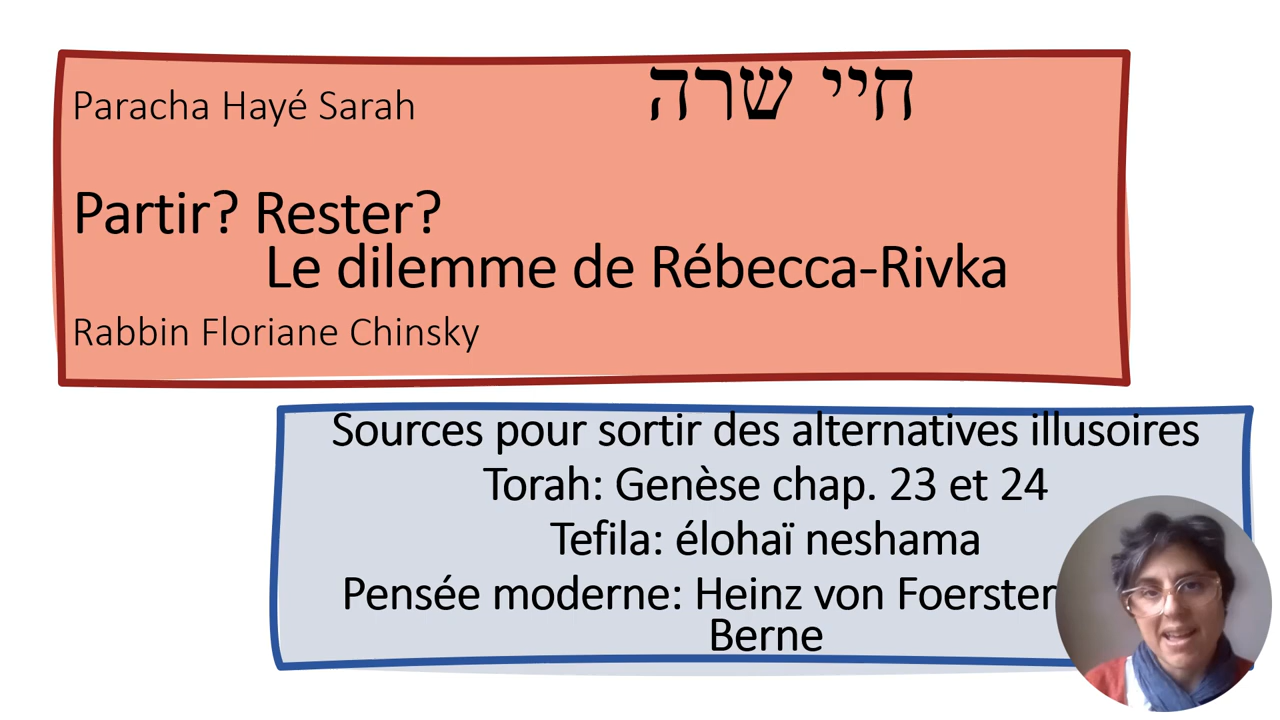 Paracha Hayé Sarah חיי שרה
Partir? Rester?
Le dilemme de Rébecca-Rivka
Rabbin Floriane Chinsky
Sources pour sortir des alternatives illusoires
Torah: Genèse chap. 23 et 24
Tefila: élohaï neshama
Pensée moderne: Heinz von Foerster
Berne